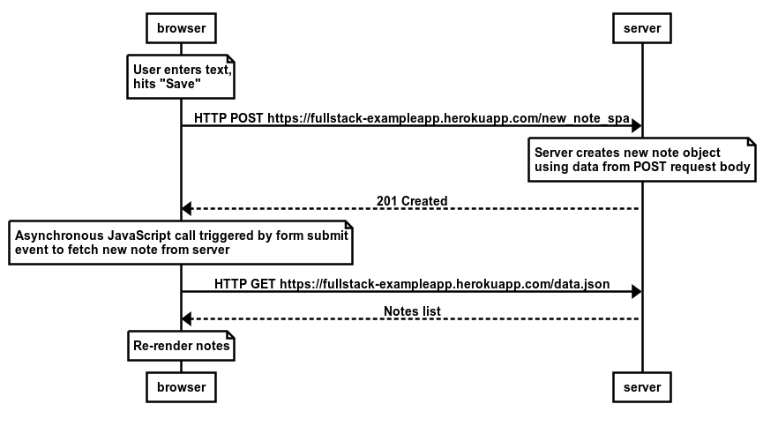 browser
server
User enters text,
hits "Save"
HTTP POST https://fullstack-exampleapp.herokuapp.com/new_note_spa
Server creates new note object
using data from POST request body
201 Created
Asynchronous JavaScript call triggered by form submit
event to fetch new note from server
HTTP GET https://fullstack-exampleapp.herokuapp.com/data.json
Notes list
Re-render notes
browser
server